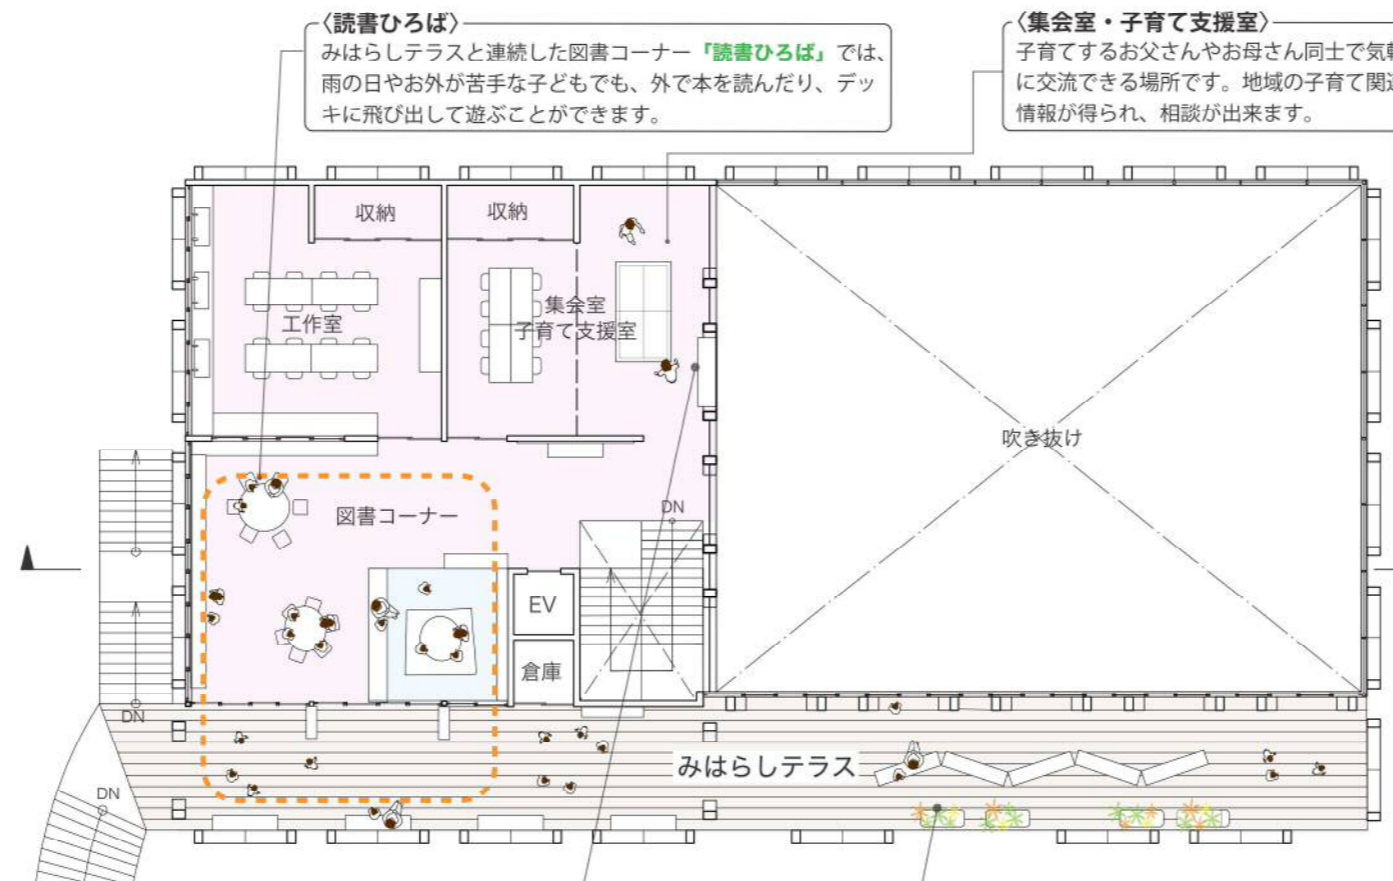 〈読書ひろば〉
みはらしテラスと連続した図書コーナー「読書ひろば」では、
雨の日やお外が苦手な子どもでも、外で本を読んだり、デッ
キに飛び出して遊ぶことができます。
〈集会室・子育て支援室〉
子育てするお父さんやお母さん同士で気軽
に交流できる場所です。地域の子育て関連
情報が得られ、相談が出来ます。
収納
収納
工作室
集会室
子育て支援室
吹き抜け
図書コーナー
DN
EV
倉庫
DN
みはらしテラス
DN